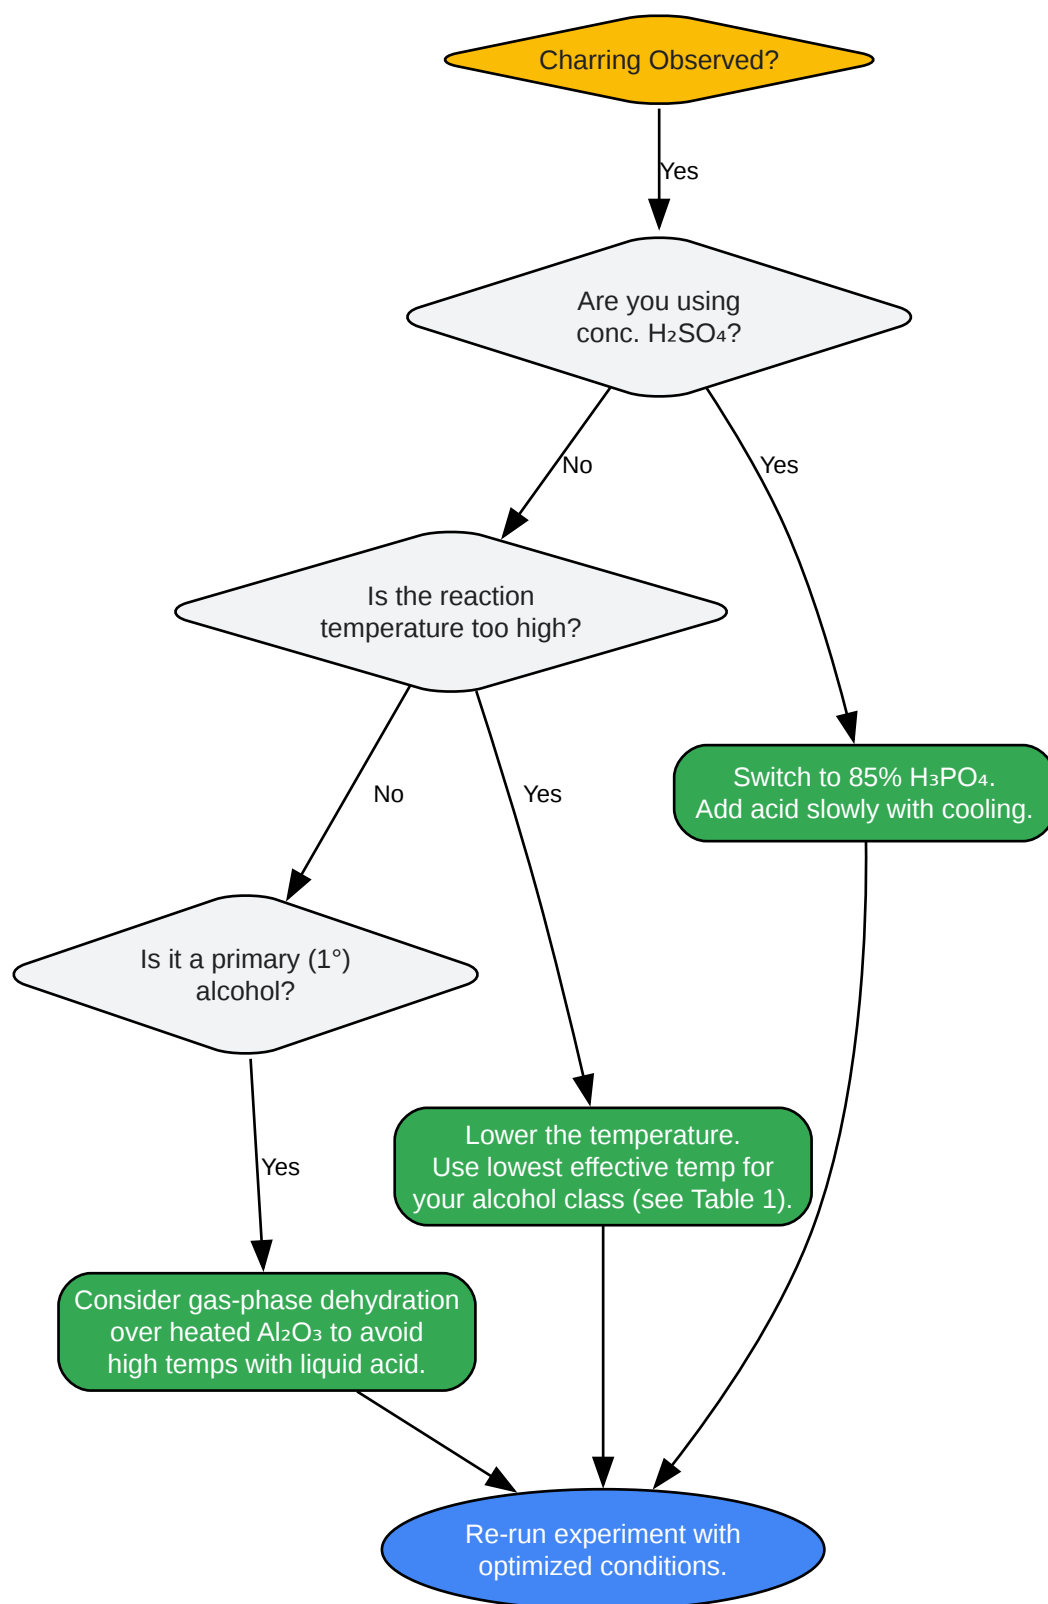 Charring Observed?
Yes
Are you using
conc. H₂SO₄?
No
Yes
Is the reaction
temperature too high?
Switch to 85% H₃PO₄.
Add acid slowly with cooling.
No
Yes
Is it a primary (1°)
alcohol?
Lower the temperature.
Use lowest effective temp for
your alcohol class (see Table 1).
Yes
Consider gas-phase dehydration
over heated Al₂O₃ to avoid
high temps with liquid acid.
Re-run experiment with
optimized conditions.